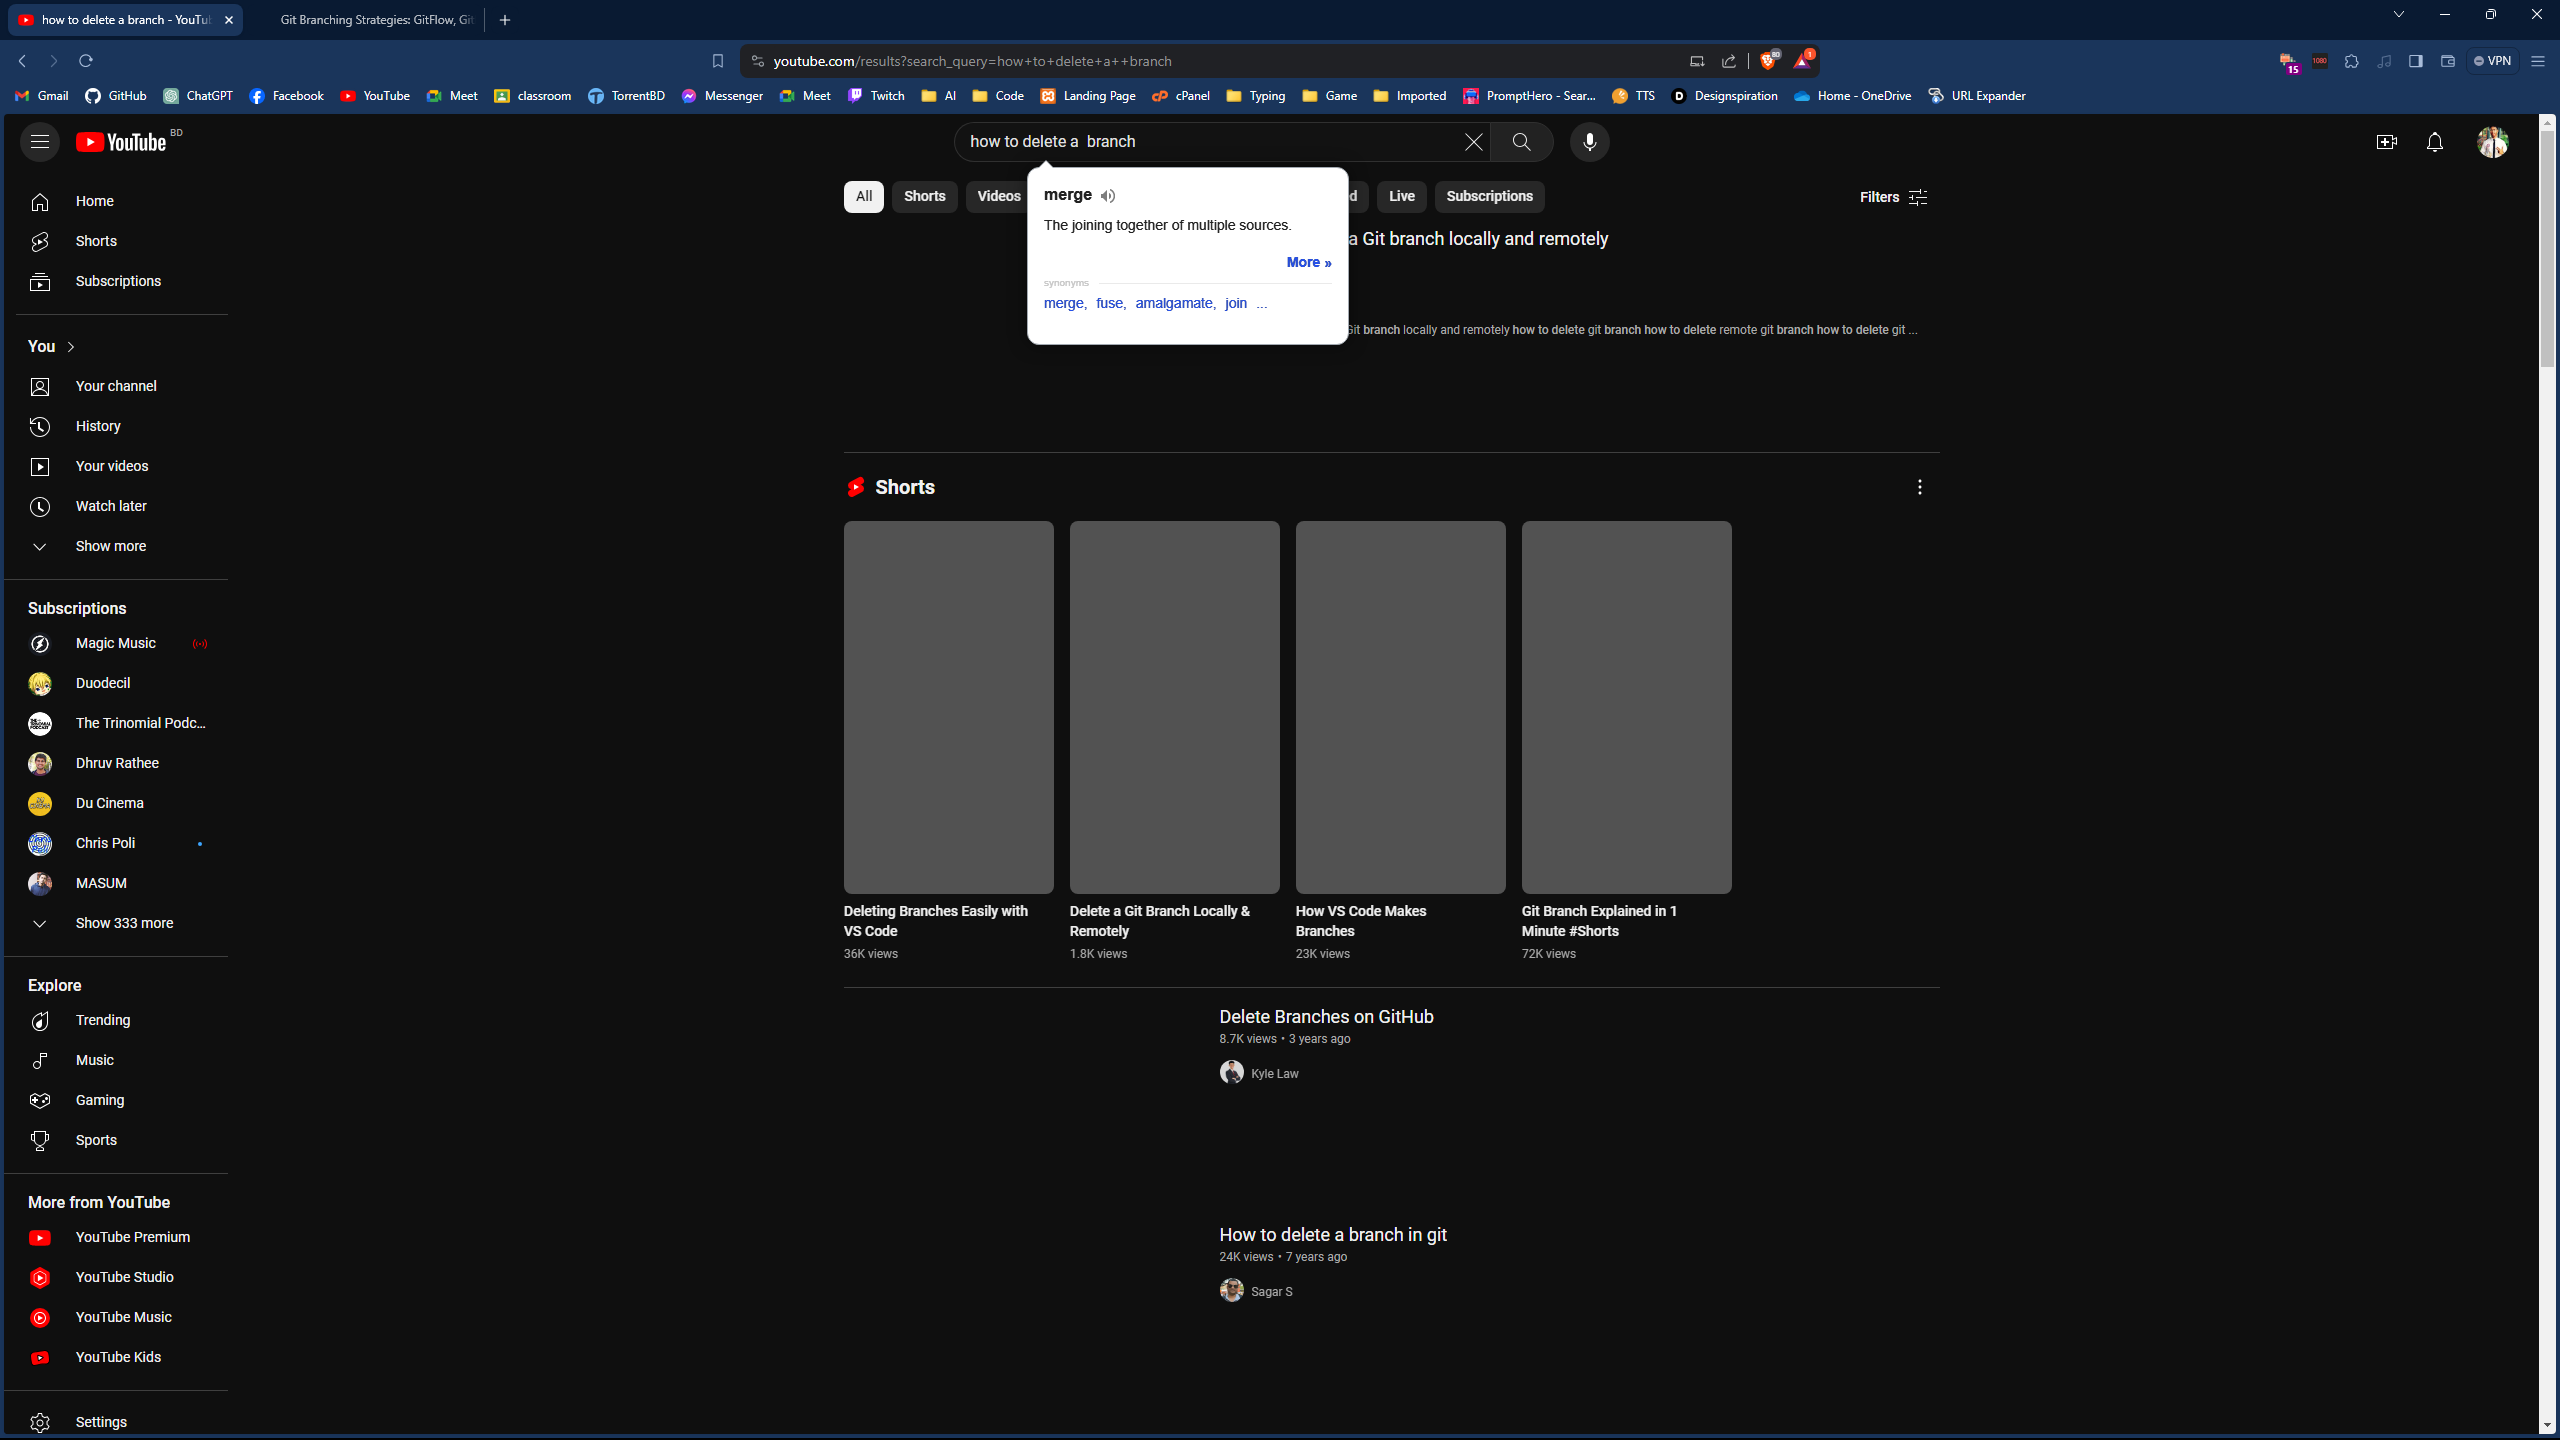 how to delete a branch - YouTu
Git Branching Strategies: GitFlow, Git
youtube.com/results?search_query=how+to+delete+a++branch
80
1
15
1080
VPN
Gmail
GitHub
ChatGPT
Facebook
YouTube
Meet
classroom
TorrentBD
Messenger
Meet
Twitch
AI
Code
Landing Page
cPanel
Typing
Game
Imported
PromptHero - Sear...
TTS
Designspiration
Home - OneDrive
URL Expander
YouTube BD
how to delete a  branch
Home
Shorts
Subscriptions
You
Your channel
History
Your videos
Watch later
Show more
Subscriptions
Magic Music
Duodecil
The Trinomial Podc...
Dhruv Rathee
Du Cinema
Chris Poli
MASUM
Show 333 more
Explore
Trending
Music
Gaming
Sports
More from YouTube
YouTube Premium
YouTube Studio
YouTube Music
YouTube Kids
Settings
All
Shorts
Videos
d
Live
Subscriptions
Filters
merge
The joining together of multiple sources.
More »
synonyms
merge, fuse, amalgamate, join ...
a Git branch locally and remotely
Git branch locally and remotely how to delete git branch how to delete remote git branch how to delete git ...
Shorts
Deleting Branches Easily with
VS Code
36K views
Delete a Git Branch Locally &
Remotely
1.8K views
How VS Code Makes
Branches
23K views
Git Branch Explained in 1
Minute #Shorts
72K views
Delete Branches on GitHub
8.7K views • 3 years ago
Kyle Law
How to delete a branch in git
24K views • 7 years ago
Sagar S